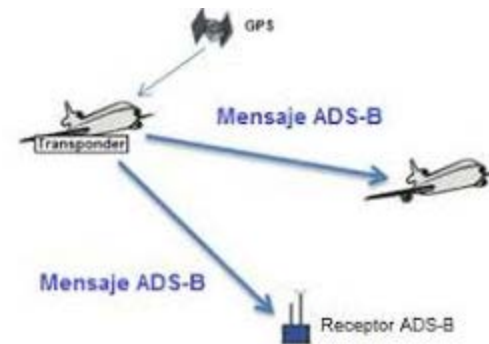 GPS
Transponder
Mensaje ADS-B
Mensaje ADS-B
Receptor ADS-B